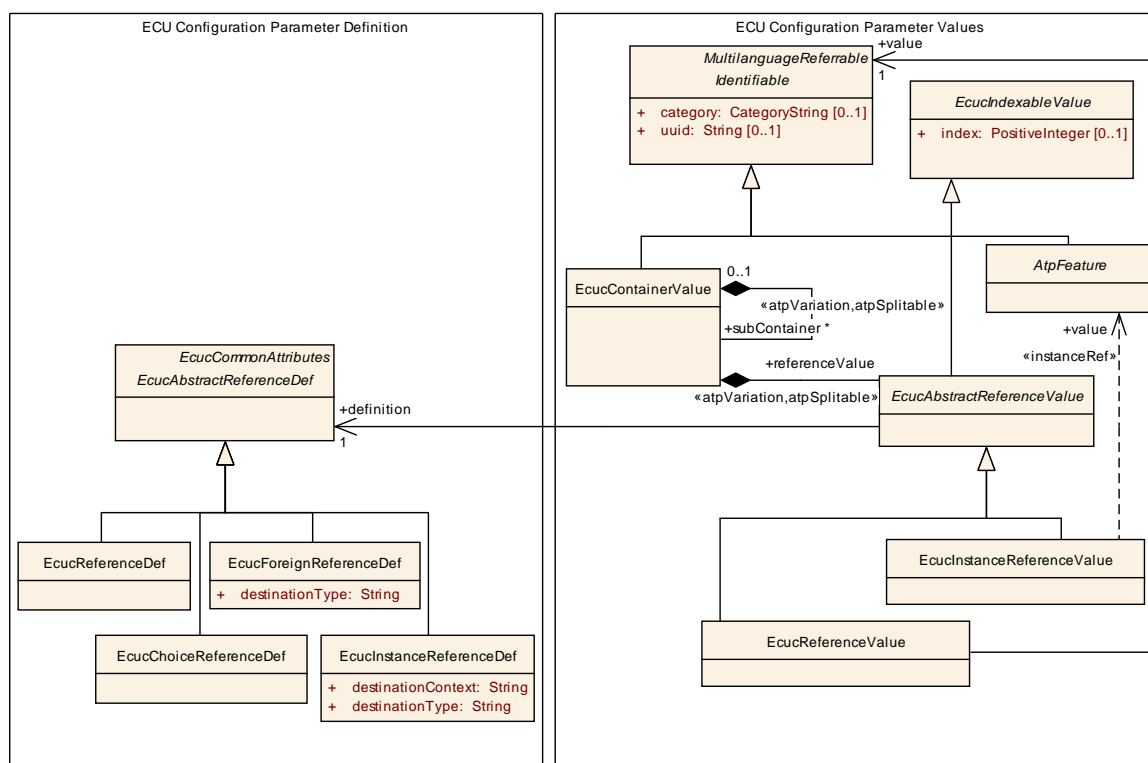 ECU Configuration Parameter Definition
EcucCommonAttributes
EcucAbstractReferenceDef
+definition
1
EcucReferenceDef
EcucForeignReferenceDef
+ destinationType: String
EcucChoiceReferenceDef
EcucInstanceReferenceDef
+ destinationContext: String
+ destinationType: String
ECU Configuration Parameter Values
MultilanguageReferrable
Identifiable
+ category: CategoryString [0..1]
+ uuid: String [0..1]
+value
1
EcucIndexableValue
+ index: PositiveInteger [0..1]
EcucContainerValue
0..1
«atpVariation,atpSplitable»
+subContainer *
AtpFeature
+value
«instanceRef»
+referenceValue
«atpVariation,atpSplitable»
EcucAbstractReferenceValue
EcucInstanceReferenceValue
EcucReferenceValue